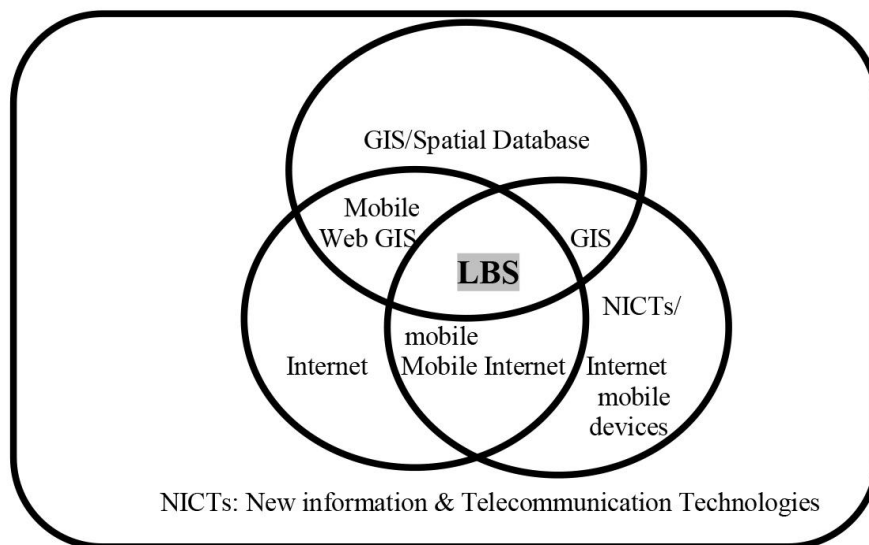 GIS/Spatial Database
Mobile
Web GIS
GIS
LBS
NICTs/
mobile
Internet
Mobile Internet
Internet
mobile
devices
NICTs: New information & Telecommunication Technologies